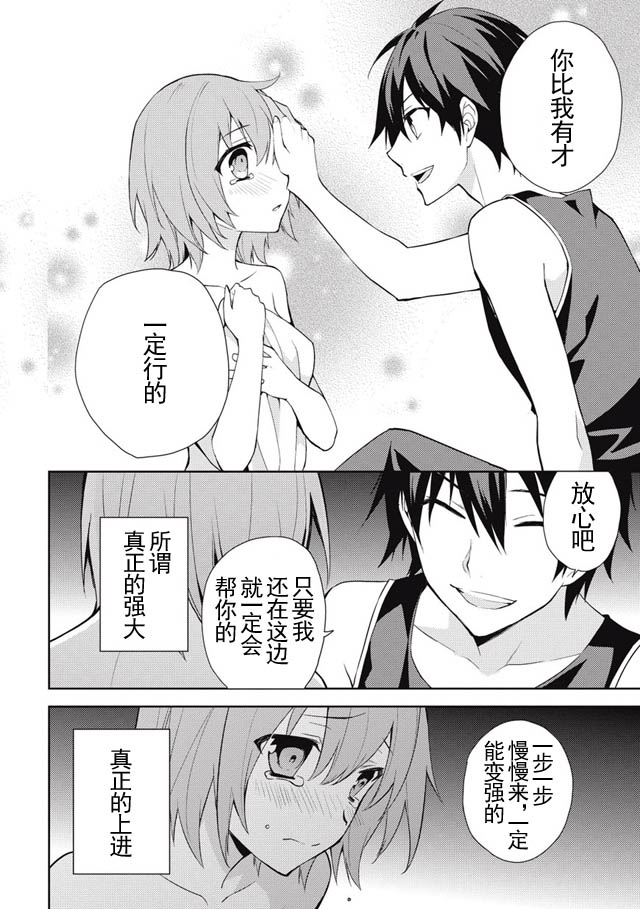 你比我有才
一定行的
放心吧
只要我
还在这边
就一定会
帮你的
所谓
真正的强大
一步一步
慢慢来，一定
能变强的
真正的上进